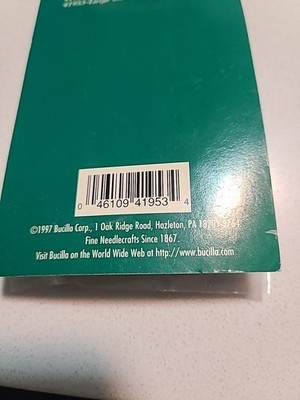 0 46109 41953 4
©1997 Bucilla Corp., 1 Oak Ridge Road, Hazleton, PA
Fine Needlecrafts Since 1867.
Visit Bucilla on the World Wide Web at http://www.bucilla.com